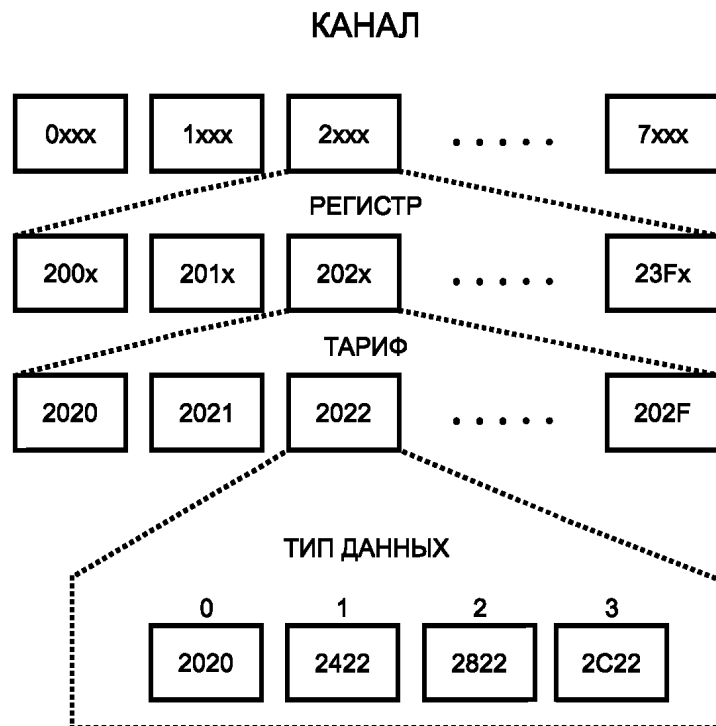 КАНАЛ
0xxx 1xxx 2xxx ..... 7xxx
РЕГИСТР
200x 201x 202x ..... 23Fx
ТАРИФ
2020 2021 2022 ..... 202F
ТИП ДАННЫХ
0 1 2 3
2020 2422 2822 2C22